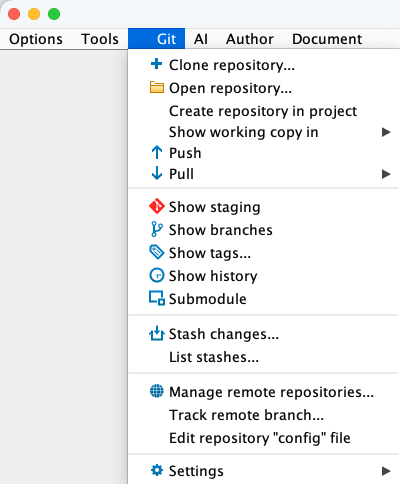 Options Tools Git AI Author Document
Clone repository...
Open repository...
Create repository in project
Show working copy in
Push
Pull
Show staging
Show branches
Show tags...
Show history
Submodule
Stash changes...
List stashes...
Manage remote repositories...
Track remote branch...
Edit repository "config" file
Settings